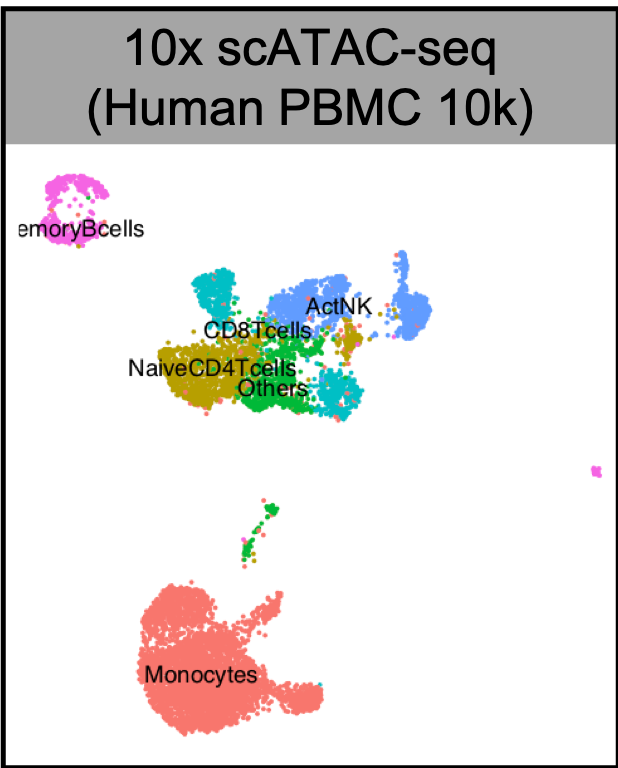 10x scATAC-seq
(Human PBMC 10k)
emoryBcells
ActNK
CD8Tcells
NaiveCD4Tcells
Others
Monocytes